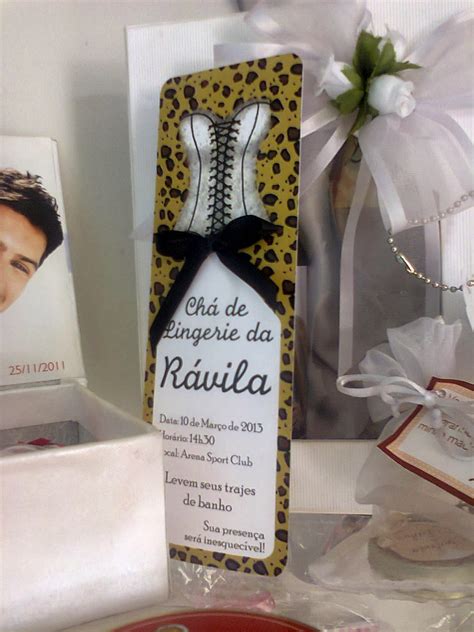 Chá de
Lingerie da
Rávila
Data: 10 de Março de 2013
Horário: 14h30
Local: Arena Sport Club
Levem seus trajes
de banho
Sua presença
será inesquecível!
25/11/2011